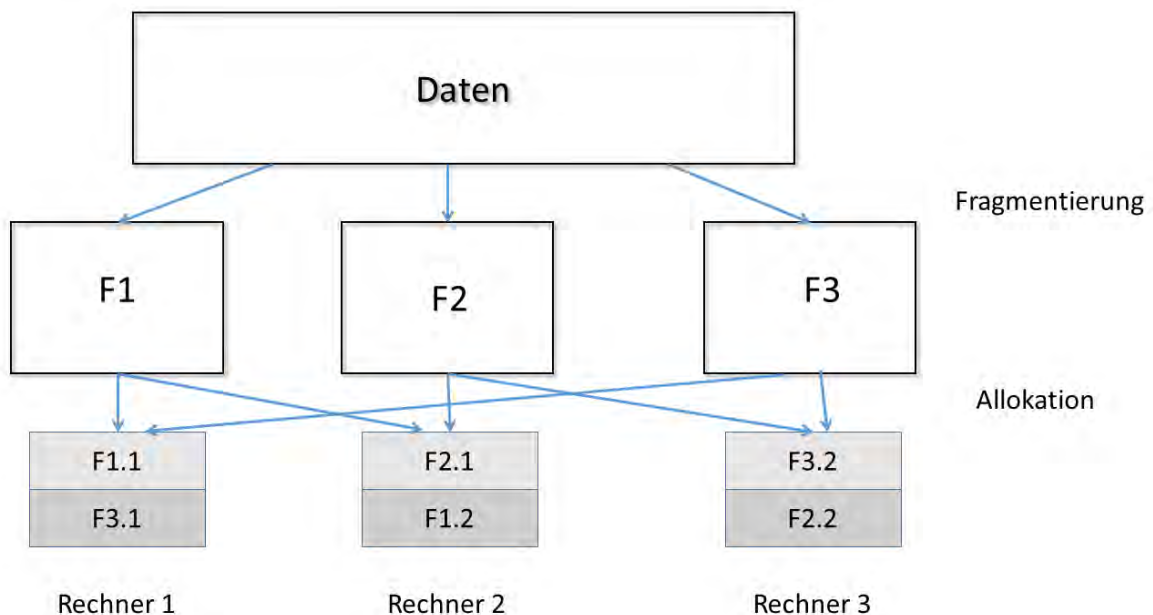 Daten
Fragmentierung
F1
F2
F3
Allokation
F1.1
F2.1
F3.2
F3.1
F1.2
F2.2
Rechner 1
Rechner 2
Rechner 3